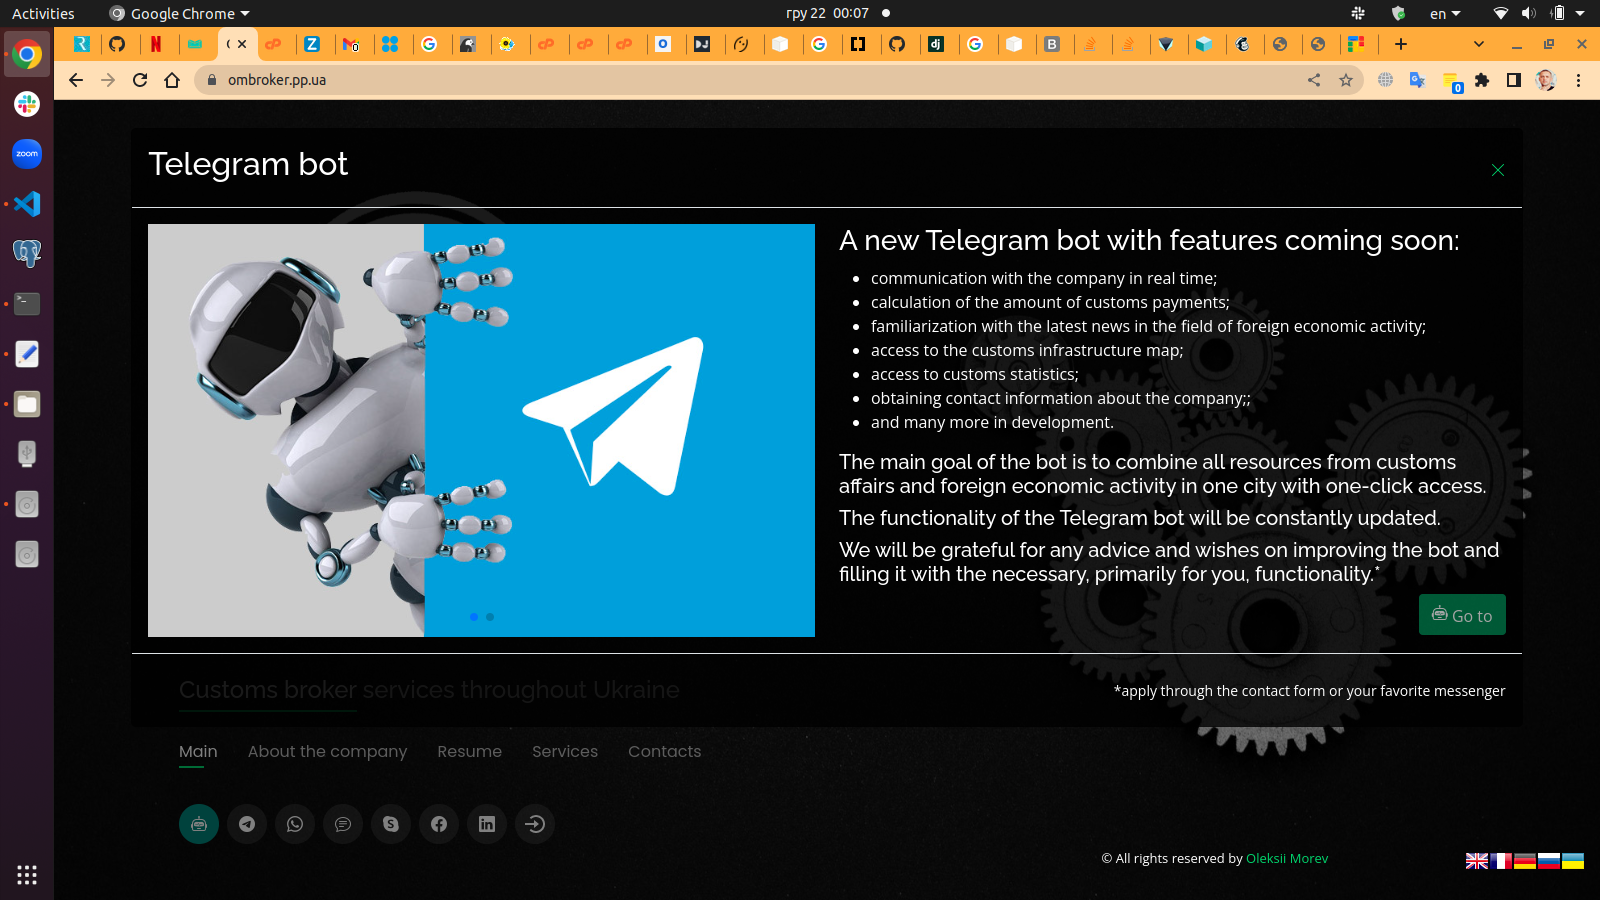 Activities
Google Chrome
гру 22 00:07
en
ombroker.pp.ua
0
zoom
Telegram bot
A new Telegram bot with features coming soon:
communication with the company in real time;
calculation of the amount of customs payments;
familiarization with the latest news in the field of foreign economic activity;
access to the customs infrastructure map;
access to customs statistics;
obtaining contact information about the company;;
and many more in development.
The main goal of the bot is to combine all resources from customs
affairs and foreign economic activity in one city with one-click access.
The functionality of the Telegram bot will be constantly updated.
We will be grateful for any advice and wishes on improving the bot and
filling it with the necessary, primarily for you, functionality.*
Go to
Customs broker services throughout Ukraine
*apply through the contact form or your favorite messenger
Main About the company Resume Services Contacts
© All rights reserved by Oleksii Morev